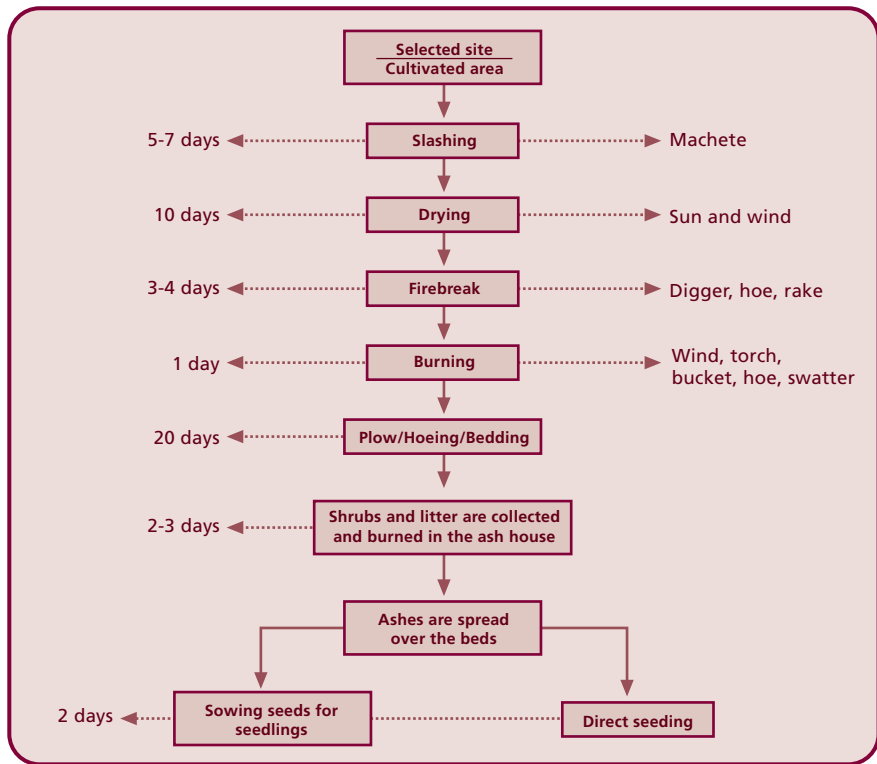 Selected site
Cultivated area
5-7 days
Slashing
Machete
10 days
Drying
Sun and wind
3-4 days
Firebreak
Digger, hoe, rake
1 day
Burning
Wind, torch,
bucket, hoe, swatter
20 days
Plow/Hoeing/Bedding
2-3 days
Shrubs and litter are collected
and burned in the ash house
Ashes are spread
over the beds
2 days
Sowing seeds for
seedlings
Direct seeding